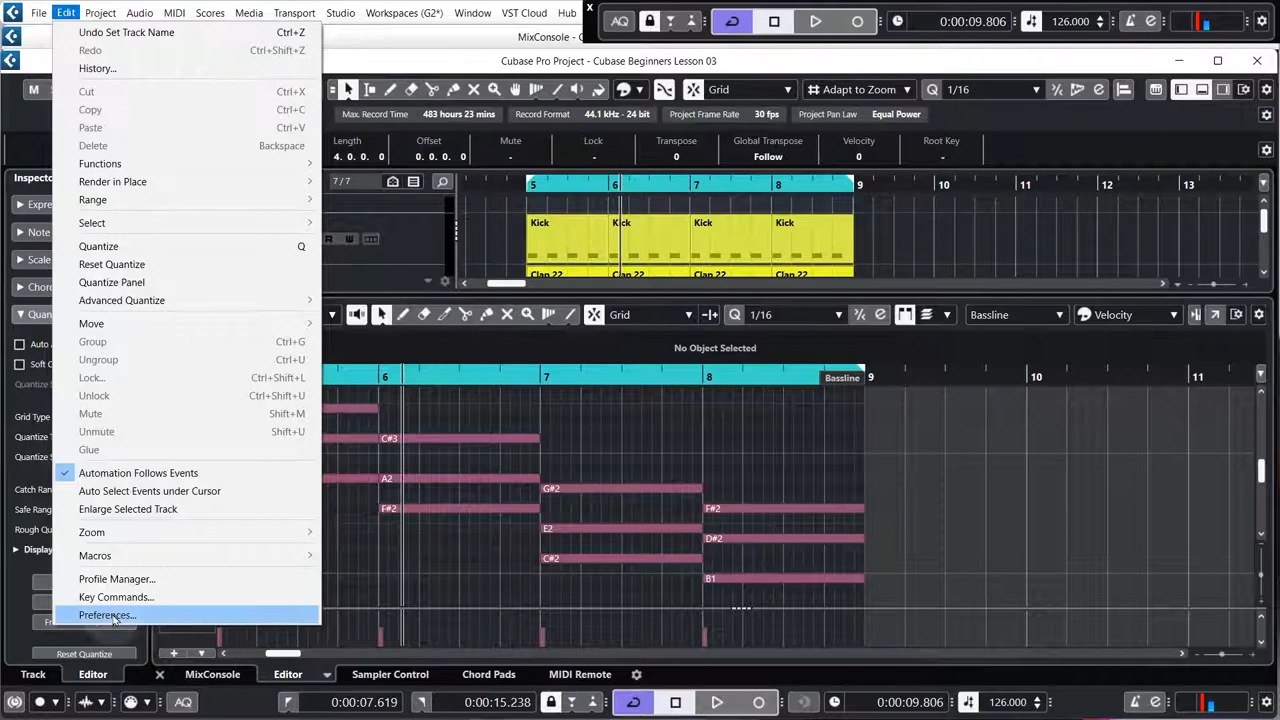 File Edit Project Audio MIDI Scores Media Transport Studio Workspaces (G2) Window VST Cloud Hub
x AQ 0:00:09.806 126.000
MixConsole -
Cubase Pro Project - Cubase Beginners Lesson 03
M Grid Adapt to Zoom Q 1/16
Max. Record Time 483 hours 23 mins Record Format 44.1 kHz - 24 bit Project Frame Rate 30 fps Project Pan Law Equal Power
Length Offset Mute Lock Transpose Global Transpose Velocity Root Key
4. 0. 0. 0 0. 0. 0. 0 - - 0 Follow 0 -
Undo Set Track Name Ctrl+Z
Redo Ctrl+Shift+Z
History...
Cut Ctrl+X
Copy Ctrl+C
Paste Ctrl+V
Delete Backspace
Functions
Render in Place
Range
Select
Quantize Q
Reset Quantize
Quantize Panel
Advanced Quantize
Move
Group Ctrl+G
Ungroup Ctrl+U
Lock... Ctrl+Shift+L
Unlock Ctrl+Shift+U
Mute Shift+M
Unmute Shift+U
Glue
Automation Follows Events
Auto Select Events under Cursor
Enlarge Selected Track
Zoom
Macros
Profile Manager...
Key Commands...
Preferences...
Inspector
Expre
Note
Scale
Chord
Quan
Auto
Soft Q
Quantize S
Grid Type
Quantize T
Quantize S
Catch Ran
Safe Rang
Rough Qu
Display
Fr
Reset Quantize
7/7
5 6 7 8 9 10 11 12 13
Kick Kick Kick Kick
Clap 22 Clap 22 Clap 22 Clap 22
R W
Grid Q 1/16 Bassline Velocity
No Object Selected
6 7 8 Bassline 9 10 11
C#3
A2
G#2
F#2 F#2
E2
D#2
C#2
B1
Track Editor MixConsole Editor Sampler Control Chord Pads MIDI Remote
AQ 0:00:07.619 0:00:15.238 0:00:09.806 126.000